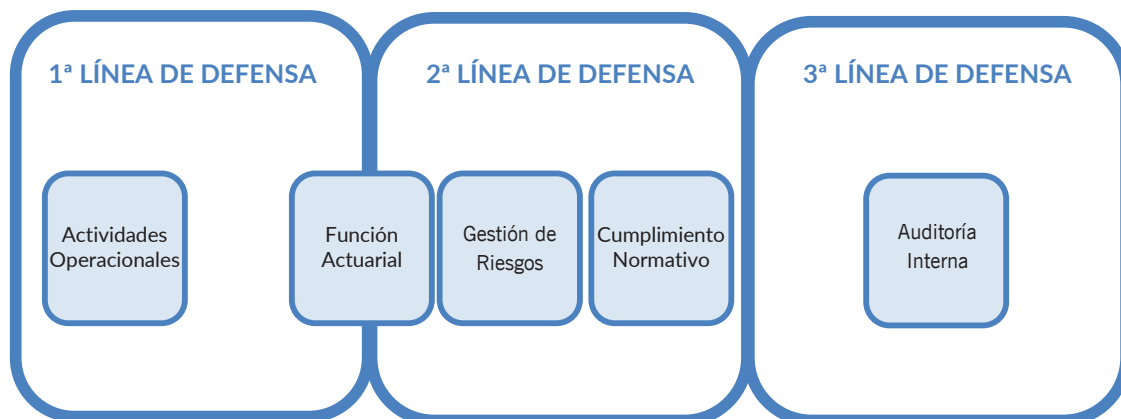 1ª LÍNEA DE DEFENSA
2ª LÍNEA DE DEFENSA
3ª LÍNEA DE DEFENSA
Actividades
Operacionales
Función
Actuarial
Gestión de
Riesgos
Cumplimiento
Normativo
Auditoría
Interna